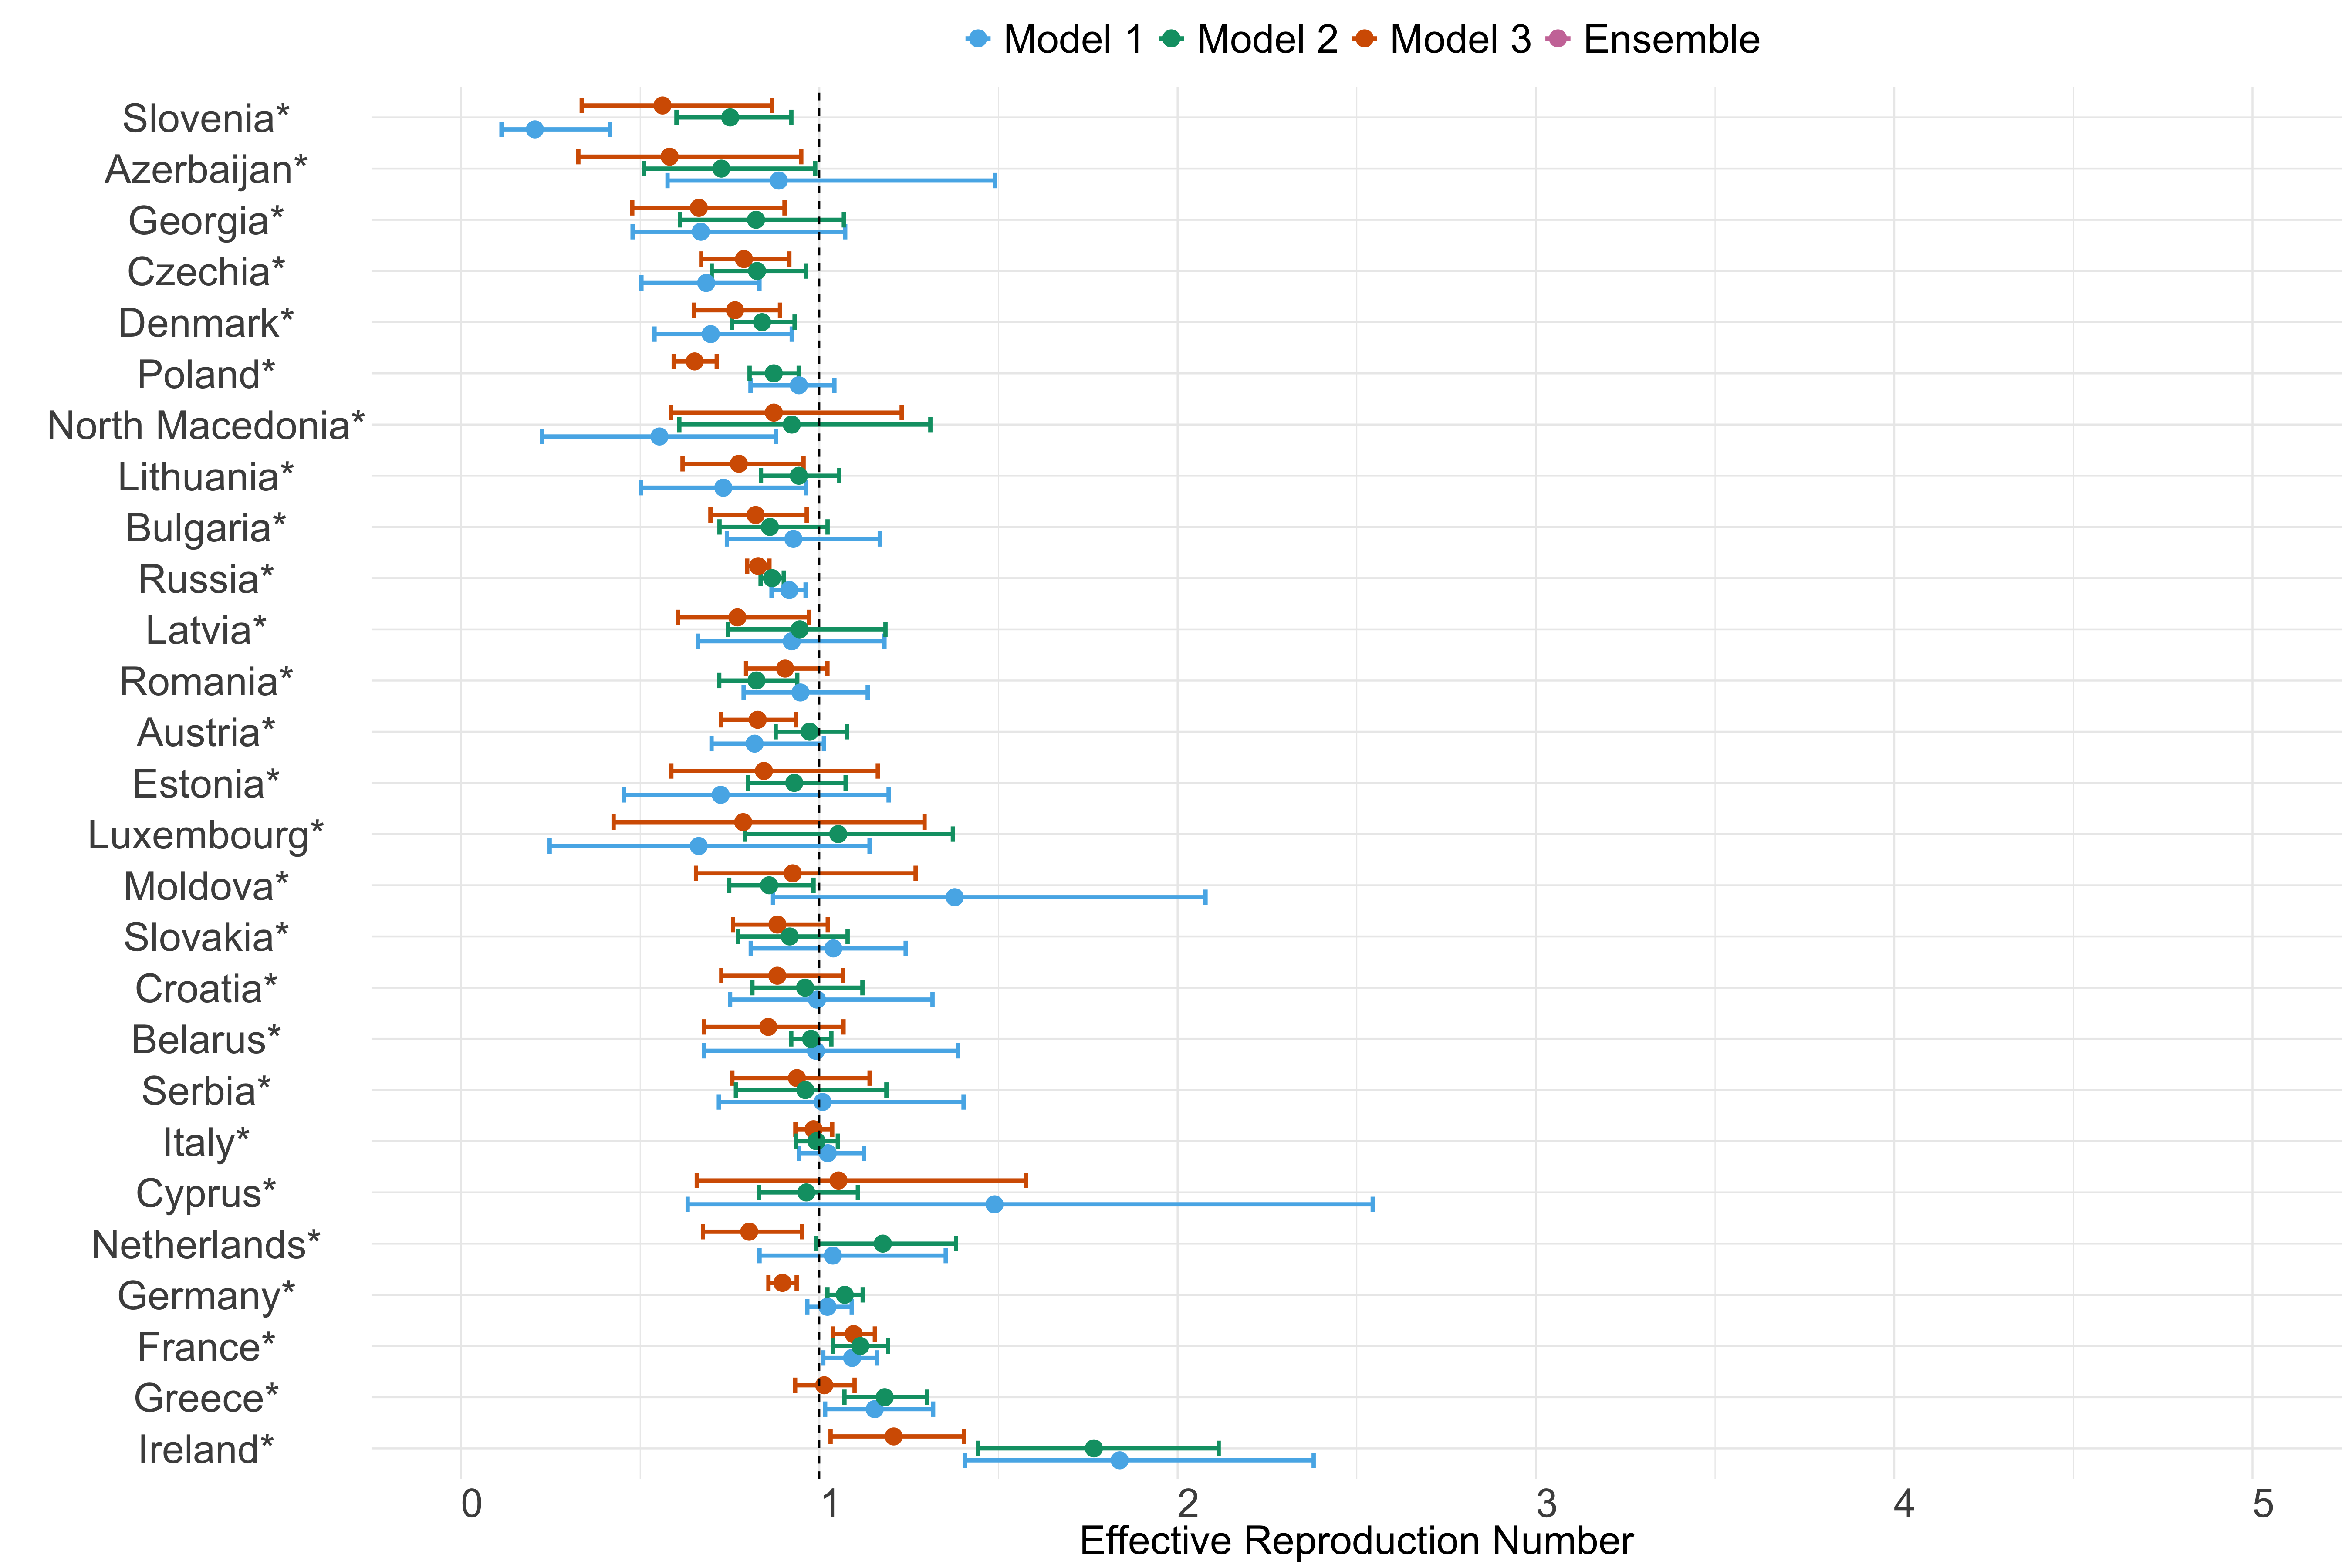 Model 1 Model 2 Model 3 Ensemble
Slovenia*
Azerbaijan*
Georgia*
Czechia*
Denmark*
Poland*
North Macedonia*
Lithuania*
Bulgaria*
Russia*
Latvia*
Romania*
Austria*
Estonia*
Luxembourg*
Moldova*
Slovakia*
Croatia*
Belarus*
Serbia*
Italy*
Cyprus*
Netherlands*
Germany*
France*
Greece*
Ireland*
0 1 2 3 4 5
Effective Reproduction Number